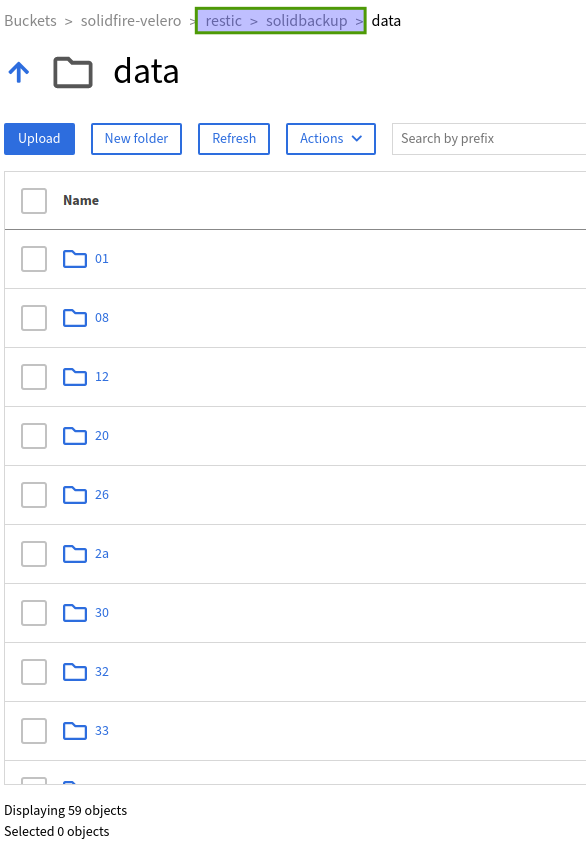 Buckets > solidfire-velero > restic > solidbackup > data
data
Upload New folder Refresh Actions Search by prefix
Name
01
08
12
20
26
2a
30
32
33
Displaying 59 objects
Selected 0 objects